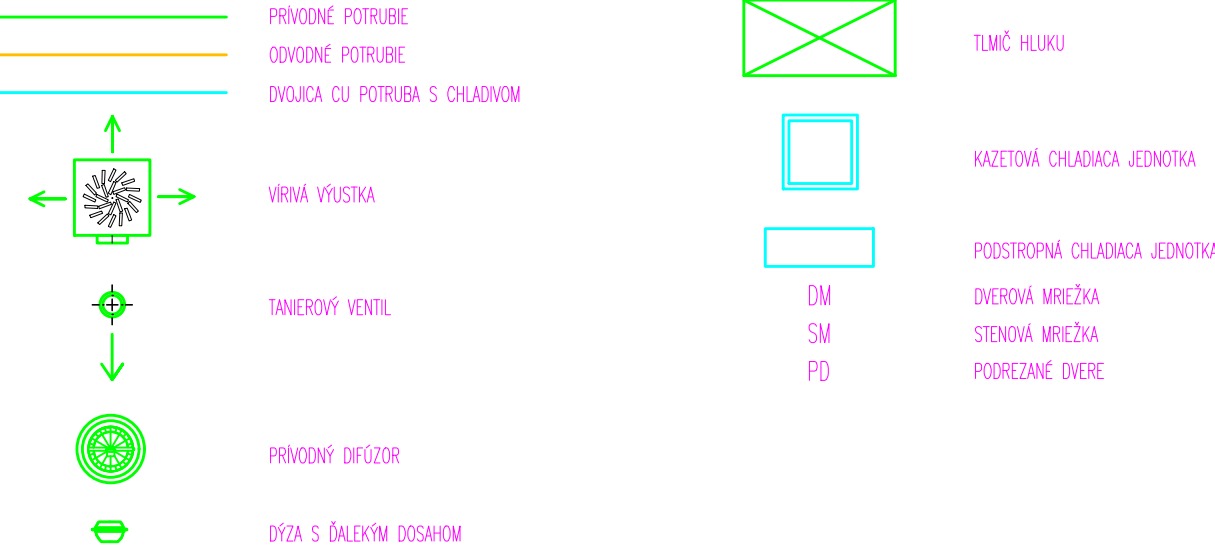 PRÍVODNÉ POTRUBIE
ODVODNÉ POTRUBIE
DVOJICA CU POTRUBA S CHLADIVOM
VÍRIVÁ VÝUSTKA
TANIEROVÝ VENTIL
PRÍVODNÝ DIFÚZOR
DÝZA S ĎALEKÝM DOSAHOM
TLMIČ HLUKU
KAZETOVÁ CHLADIACA JEDNOTKA
PODSTROPNÁ CHLADIACA JEDNOTKA
DM DVEROVÁ MRIEŽKA
SM STENOVÁ MRIEŽKA
PD PODREZANÉ DVERE